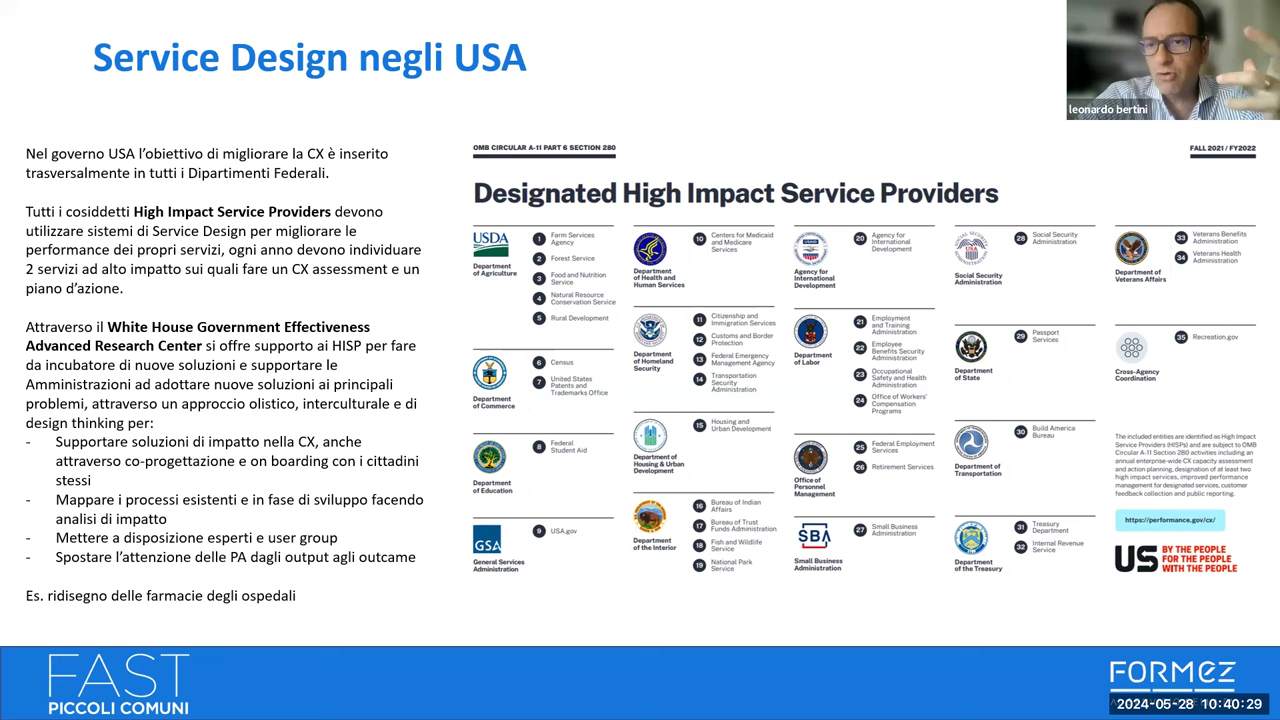 Service Design negli USA
leonardo bertini
Nel governo USA l'obiettivo di migliorare la CX è inserito
trasversalmente in tutti i Dipartimenti Federali.
Tutti i cosiddetti High Impact Service Providers devono
utilizzare sistemi di Service Design per migliorare le
performance nei propri servizi, ogni anno devono individuare
2 servizi ad alto impatto sui quali fare un CX assessment e un
piano d'azione.
Attraverso il White House Government Effectiveness
Advanced Research Center si offre supporto ai HISP per fare
da incubatore di nuove soluzioni e supportare le
Amministrazioni ad adottare nuove soluzioni ai principali
problemi, attraverso un approccio olistico, interculturale e di
design thinking per:
- Supportare soluzioni di impatto nella CX, anche
attraverso co-progettazione e on boarding con i cittadini
stessi
- Mappare i processi esistenti e in fase di sviluppo facendo
analisi di impatto
- Mettere a disposizione esperti e user group
- Spostare l'attenzione delle PA dagli output agli outcame
Es. ridisegno delle farmacie degli ospedali
OMB CIRCULAR A-11 PART 6 SECTION 280
FALL 2021 / FY2022
Designated High Impact Service Providers
USDA
Department
of Agriculture
1 Farm Services
Agency
2 Forest Service
3 Food and Nutrition
Service
4 Natural Resource
Conservation Service
5 Rural Development
Department
of Commerce
6 Census
7 United States
Patents and
Trademarks Office
Department
of Education
8 Federal
Student Aid
GSA
General Services
Administration
9 USA.gov
Department
of Health and
Human Services
10 Centers for Medicaid
and Medicare
Services
Department
of Homeland
Security
11 Citizenship and
Immigration Services
12 Customs and Border
Protection
13 Federal Emergency
Management Agency
14 Transportation
Security
Administration
Department of
Housing & Urban
Development
15 Housing and
Urban Development
Department
of the Interior
16 Bureau of Indian
Affairs
17 Bureau of Trust
Funds Administration
18 Fish and Wildlife
Service
19 National Park
Service
USAID
Agency for
International
Development
20 Agency for
International
Development
Department
of Labor
21 Employment
and Training
Administration
22 Employee
Benefits Security
Administration
23 Occupational
Safety and Health
Administration
24 Office of Workers'
Compensation
Programs
Office of
Personnel
Management
25 Federal Employment
Services
26 Retirement Services
SBA
Small Business
Administration
27 Small Business
Administration
SOCIAL SECURITY
USA
Social Security
Administration
28 Social Security
Administration
Department
of State
29 Passport
Services
Department of
Transportation
30 Build America
Bureau
Department
of the Treasury
31 Treasury
Department
32 Internal Revenue
Service
Department of
Veterans Affairs
33 Veterans Benefits
Administration
34 Veterans Health
Administration
Cross-Agency
Coordination
35 Recreation.gov
The included entities are identified as High Impact
Service Providers (HISPs) and are subject to OMB
Circular A-11 Section 280 activities including an
annual enterprise-wide CX capacity assessment
and action planning, designation of at least two
high impact services, improved performance
management for designated services, customer
feedback collection and public reporting.
https://performance.gov/cx/
US BY THE PEOPLE
FOR THE PEOPLE
WITH THE PEOPLE
FAST
PICCOLI COMUNI
FORMEZ
2024-05-28 10:40:29